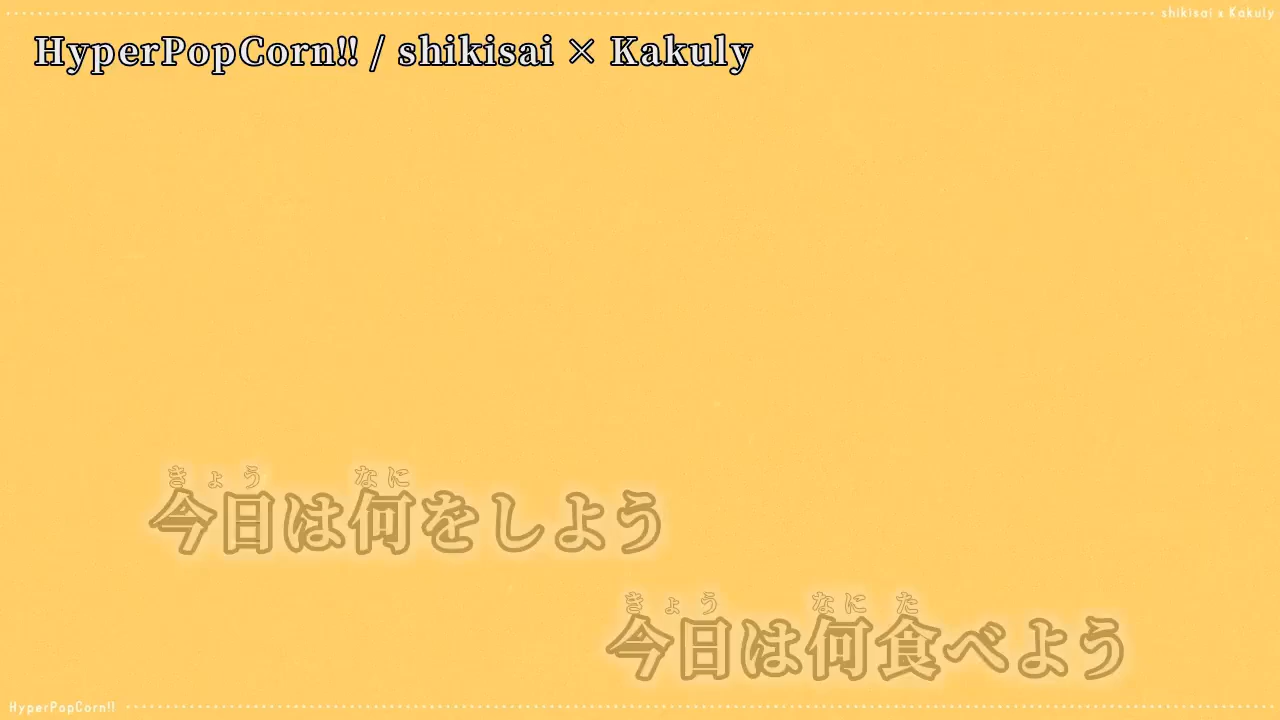 shikisai x Kakuly
HyperPopCorn!! / shikisai × Kakuly
きょう なに
今日は何をしよう
きょう なに た
今日は何食べよう
HyperPopCorn!!